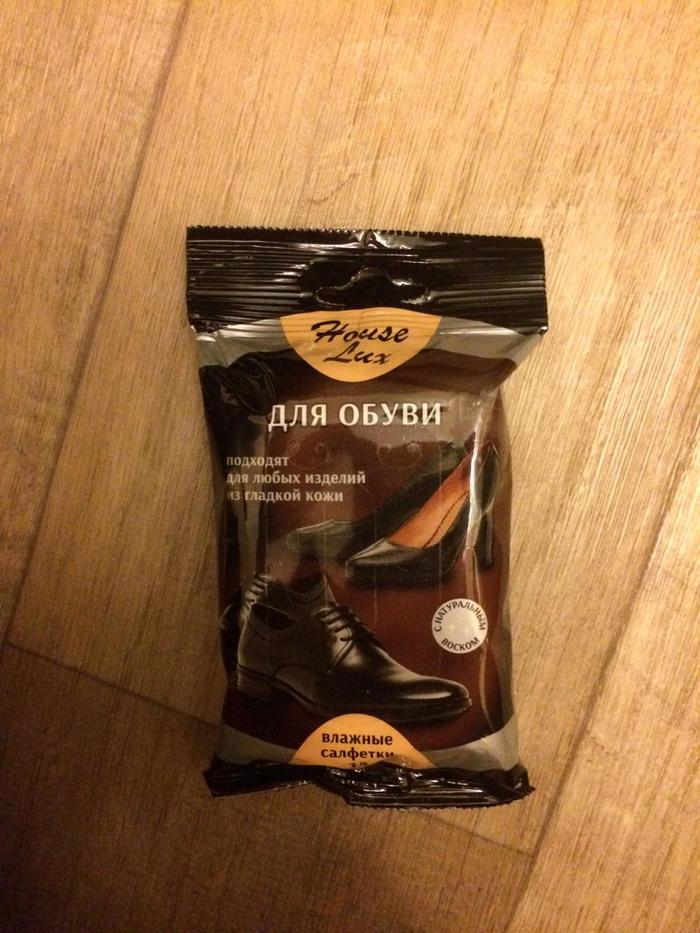 House
Lux
ДЛЯ ОБУВИ
подходят
для любых изделий
из гладкой кожи
С НАТУРАЛЬНЫМ
ВОСКОМ
влажные
салфетки